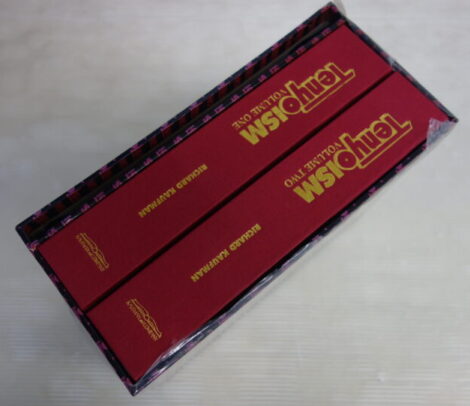 TenyoISM
VOLUME ONE
RICHARD KAUFMAN
TenyoISM
VOLUME TWO
RICHARD KAUFMAN